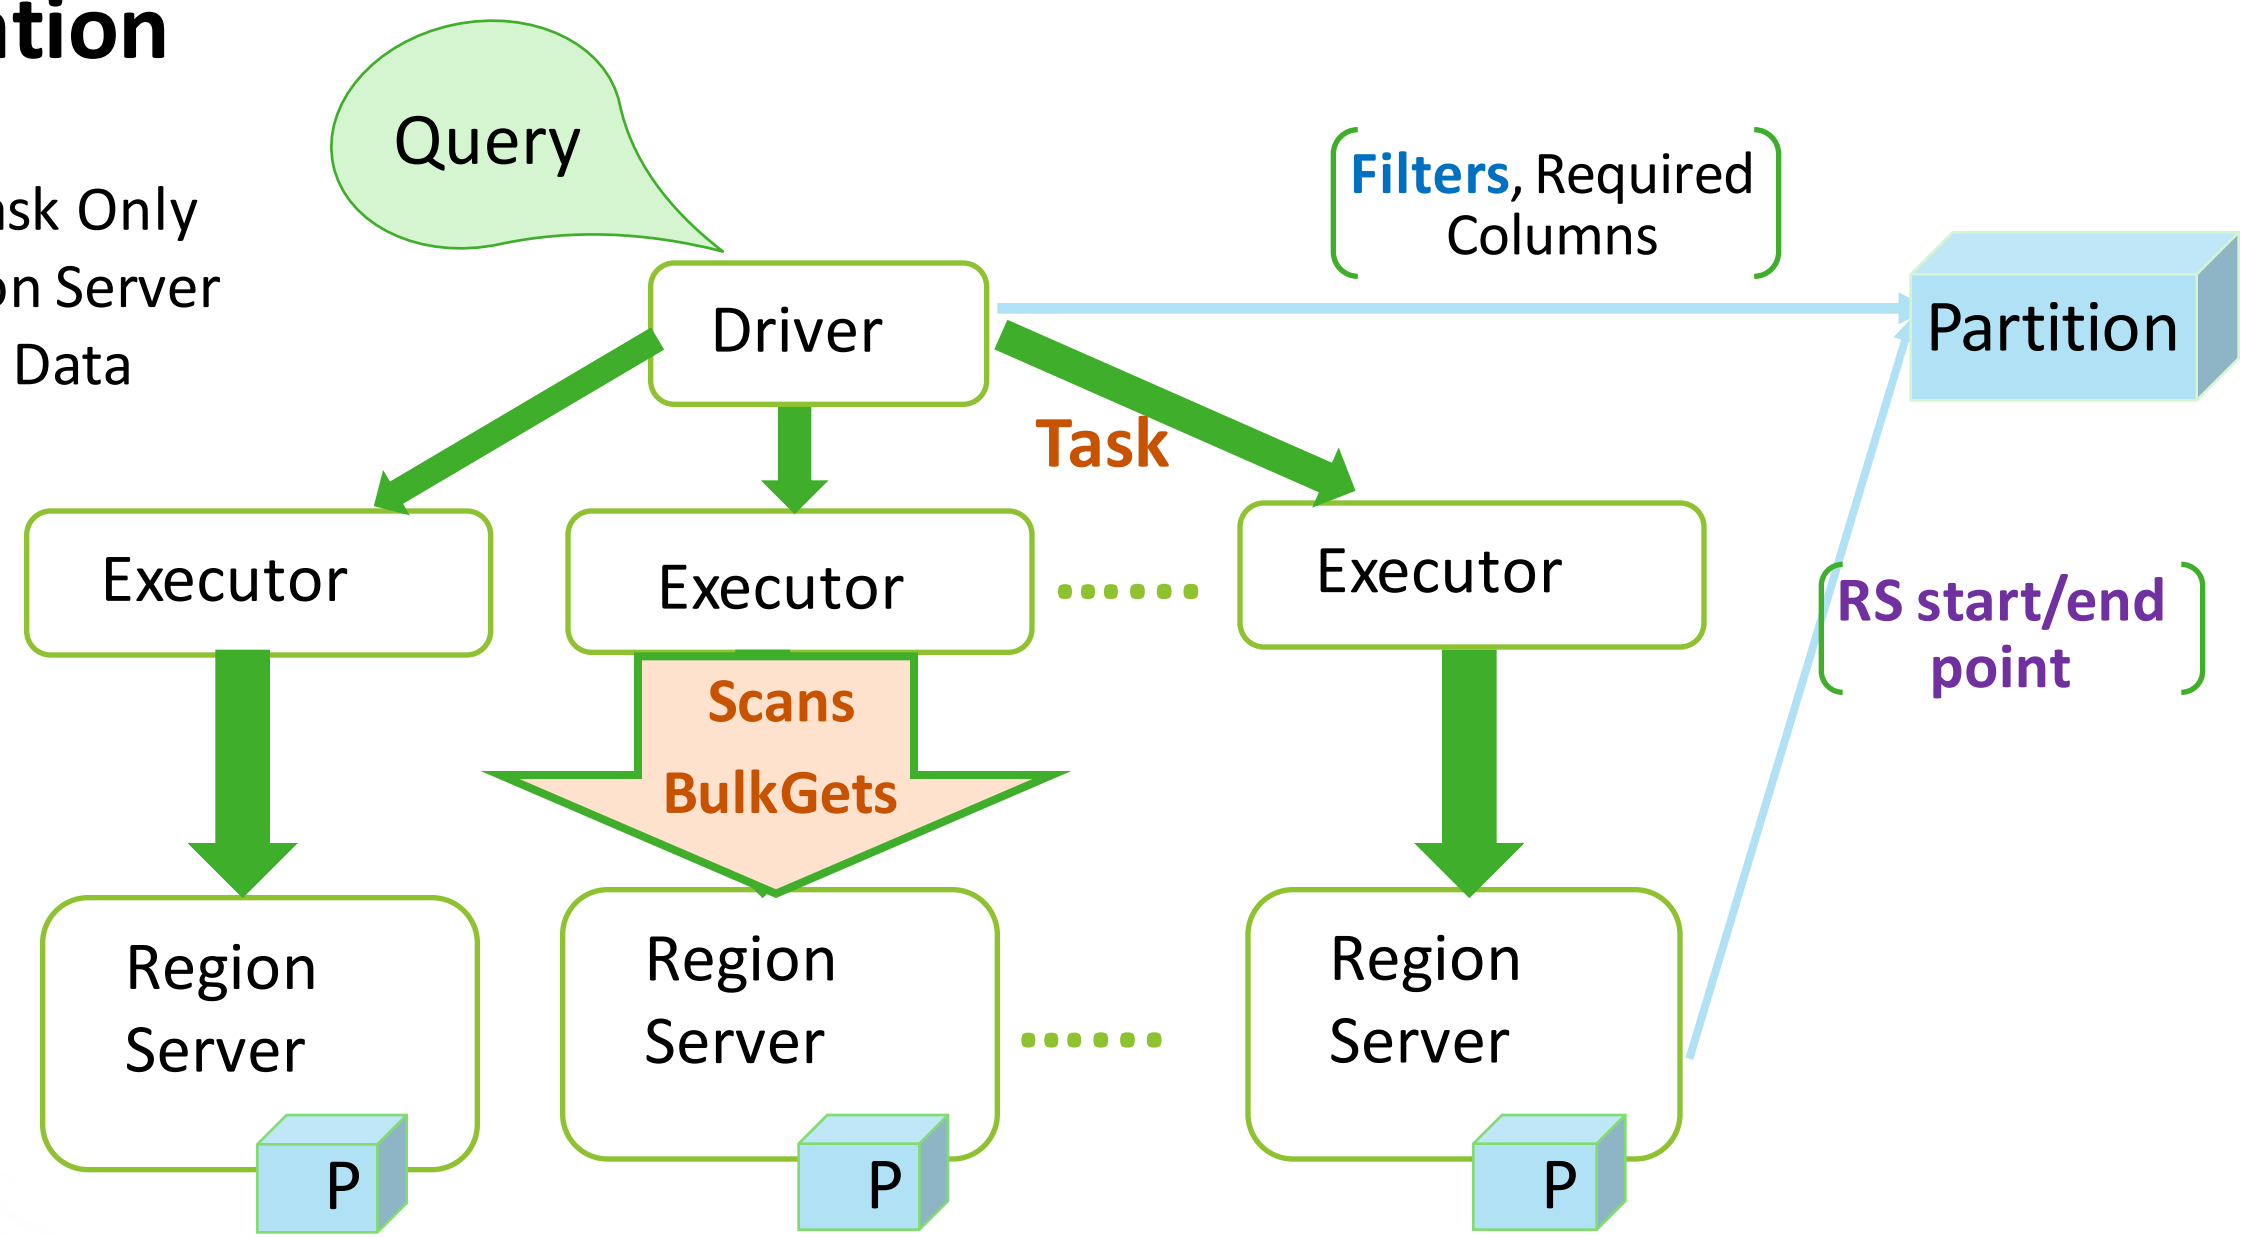 tion
Query
Filters, Required
Columns
sk Only
on Server
Data
Driver
Partition
Task
Executor
Executor
Executor
RS start/end
point
Scans
BulkGets
Region
Server
Region
Server
Region
Server
P
P
P